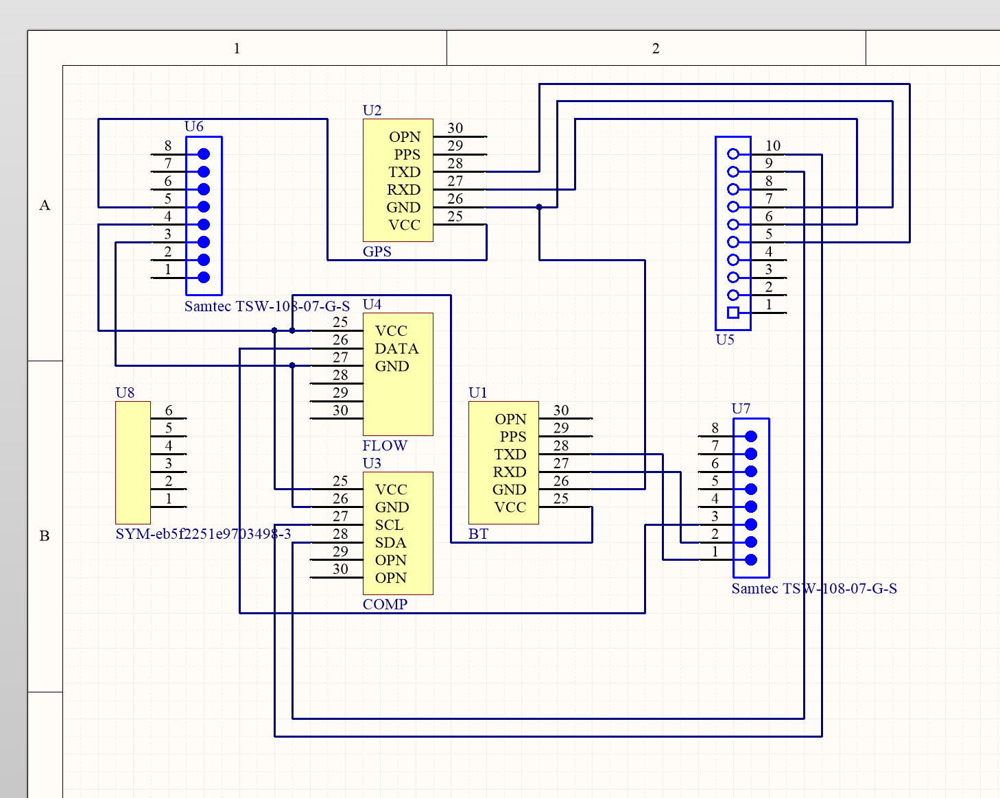 1
2
A
B
U6
8
7
6
5
4
3
2
1
Samtec TSW-108-07-G-S
U2
OPN 30
PPS 29
TXD 28
RXD 27
GND 26
VCC 25
GPS
10
9
8
7
6
5
4
3
2
1
U5
U4
25 VCC
26 DATA
27 GND
28
29
30
FLOW
U8
6
5
4
3
2
1
SYM-eb5f2251e9703498-3
U3
25 VCC
26 GND
27 SCL
28 SDA
29 OPN
30 OPN
COMP
U1
OPN 30
PPS 29
TXD 28
RXD 27
GND 26
VCC 25
BT
U7
8
7
6
5
4
3
2
1
Samtec TSW-108-07-G-S